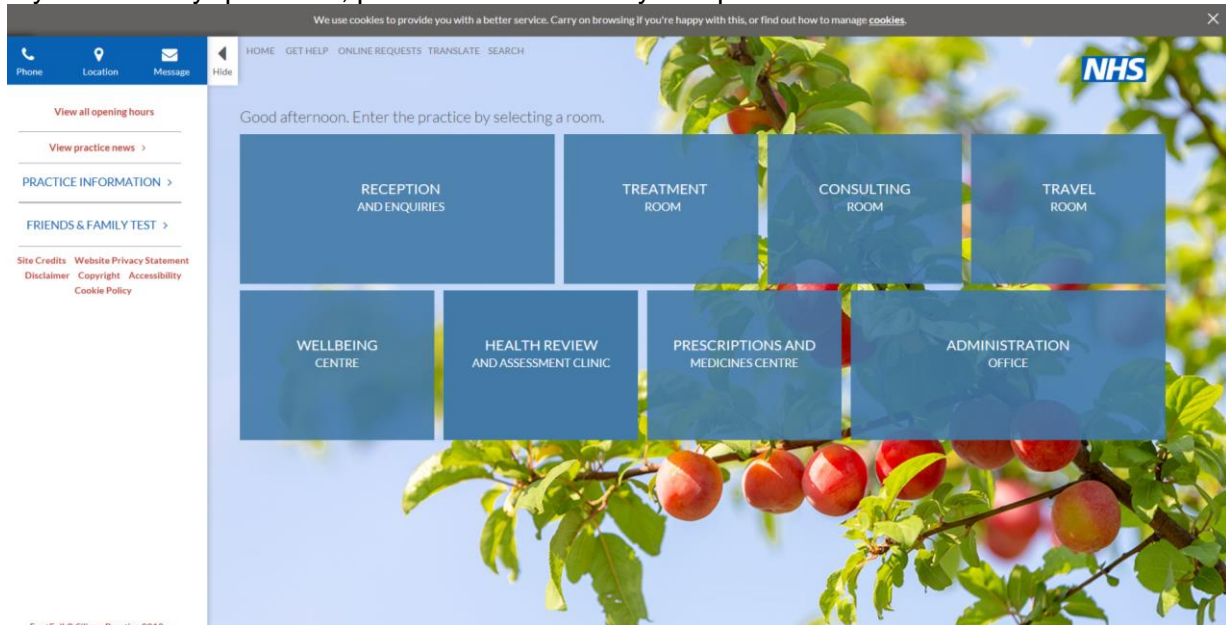 We use cookies to provide you with a better service. Carry on browsing if you're happy with this, or find out how to manage cookies.
Phone Location Message
Hide
HOME GET HELP ONLINE REQUESTS TRANSLATE SEARCH
NHS
View all opening hours
View practice news >
PRACTICE INFORMATION >
FRIENDS & FAMILY TEST >
Site Credits Website Privacy Statement
Disclaimer Copyright Accessibility
Cookie Policy
Good afternoon. Enter the practice by selecting a room.
RECEPTION
AND ENQUIRIES
TREATMENT
ROOM
CONSULTING
ROOM
TRAVEL
ROOM
WELLBEING
CENTRE
HEALTH REVIEW
AND ASSESSMENT CLINIC
PRESCRIPTIONS AND
MEDICINES CENTRE
ADMINISTRATION
OFFICE